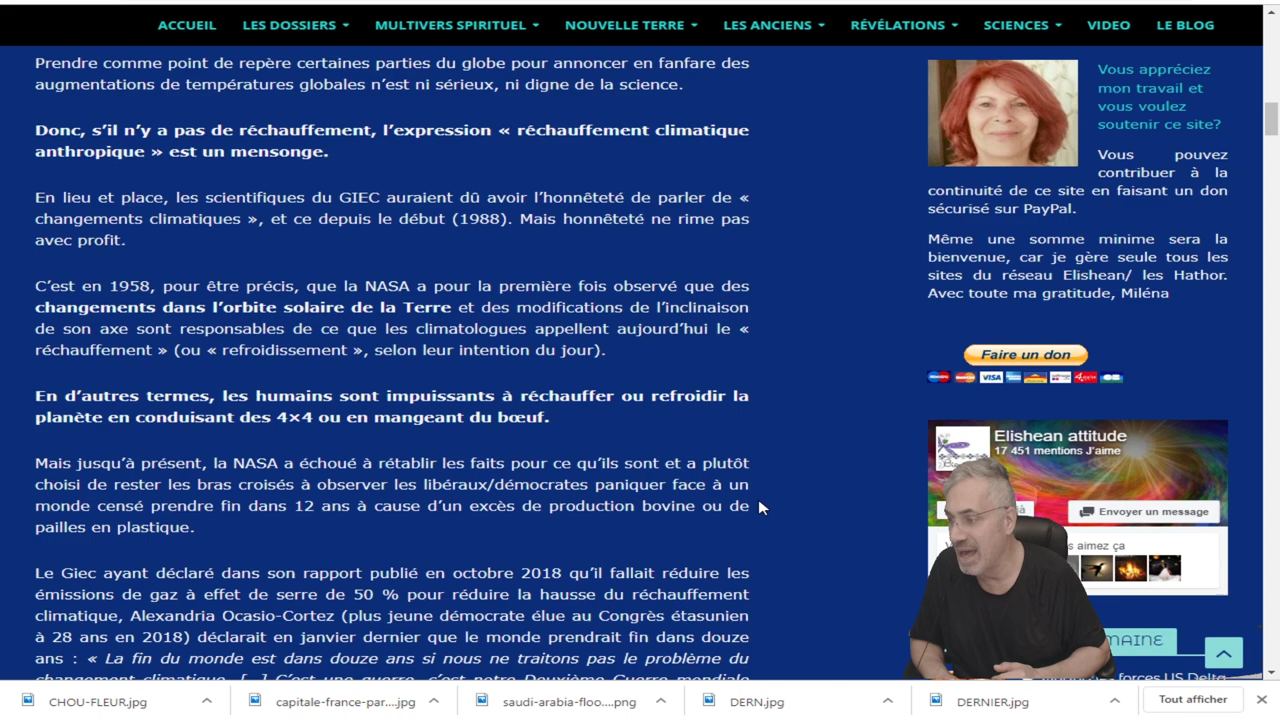 ACCUEIL LES DOSSIERS MULTIVERS SPIRITUEL NOUVELLE TERRE LES ANCIENS RÉVÉLATIONS SCIENCES VIDEO LE BLOG
Prendre comme point de repère certaines parties du globe pour annoncer en fanfare des
augmentations de températures globales n’est ni sérieux, ni digne de la science.
Donc, s’il n’y a pas de réchauffement, l’expression « réchauffement climatique
anthropique » est un mensonge.
En lieu et place, les scientifiques du GIEC auraient dû avoir l’honnêteté de parler de «
changements climatiques », et ce depuis le début (1988). Mais honnêteté ne rime pas
avec profit.
C’est en 1958, pour être précis, que la NASA a pour la première fois observé que des
changements dans l’orbite solaire de la Terre et des modifications de l’inclinaison
de son axe sont responsables de ce que les climatologues appellent aujourd’hui le «
réchauffement » (ou « refroidissement », selon leur intention du jour).
En d’autres termes, les humains sont impuissants à réchauffer ou refroidir la
planète en conduisant des 4×4 ou en mangeant du bœuf.
Mais jusqu’à présent, la NASA a échoué à rétablir les faits pour ce qu’ils sont et a plutôt
choisi de rester les bras croisés à observer les libéraux/démocrates paniquer face à un
monde censé prendre fin dans 12 ans à cause d’un excès de production bovine ou de
pailles en plastique.
Le Giec ayant déclaré dans son rapport publié en octobre 2018 qu’il fallait réduire les
émissions de gaz à effet de serre de 50 % pour réduire la hausse du réchauffement
climatique, Alexandria Ocasio-Cortez (plus jeune démocrate élue au Congrès étasunien
à 28 ans en 2018) déclarait en janvier dernier que le monde prendrait fin dans douze
ans : « La fin du monde est dans douze ans si nous ne traitons pas le problème du
changement climatique. […] C’est une guerre, c’est notre Deuxième Guerre mondiale
Vous appréciez
mon travail et
vous voulez
soutenir ce site?
Vous pouvez
contribuer à la
continuité de ce site en faisant un don
sécurisé sur PayPal.
Même une somme minime sera la
bienvenue, car je gère seule tous les
sites du réseau Elishean/ les Hathor.
Avec toute ma gratitude, Miléna
Faire un don
VISA
Elishean attitude
17 451 mentions J’aime
Envoyer un message
aimez ça
MAINE
forces US Delta
CHOU-FLEUR.jpg capitale-france-par....jpg saudi-arabia-floo....png DERN.jpg DERNIER.jpg Tout afficher